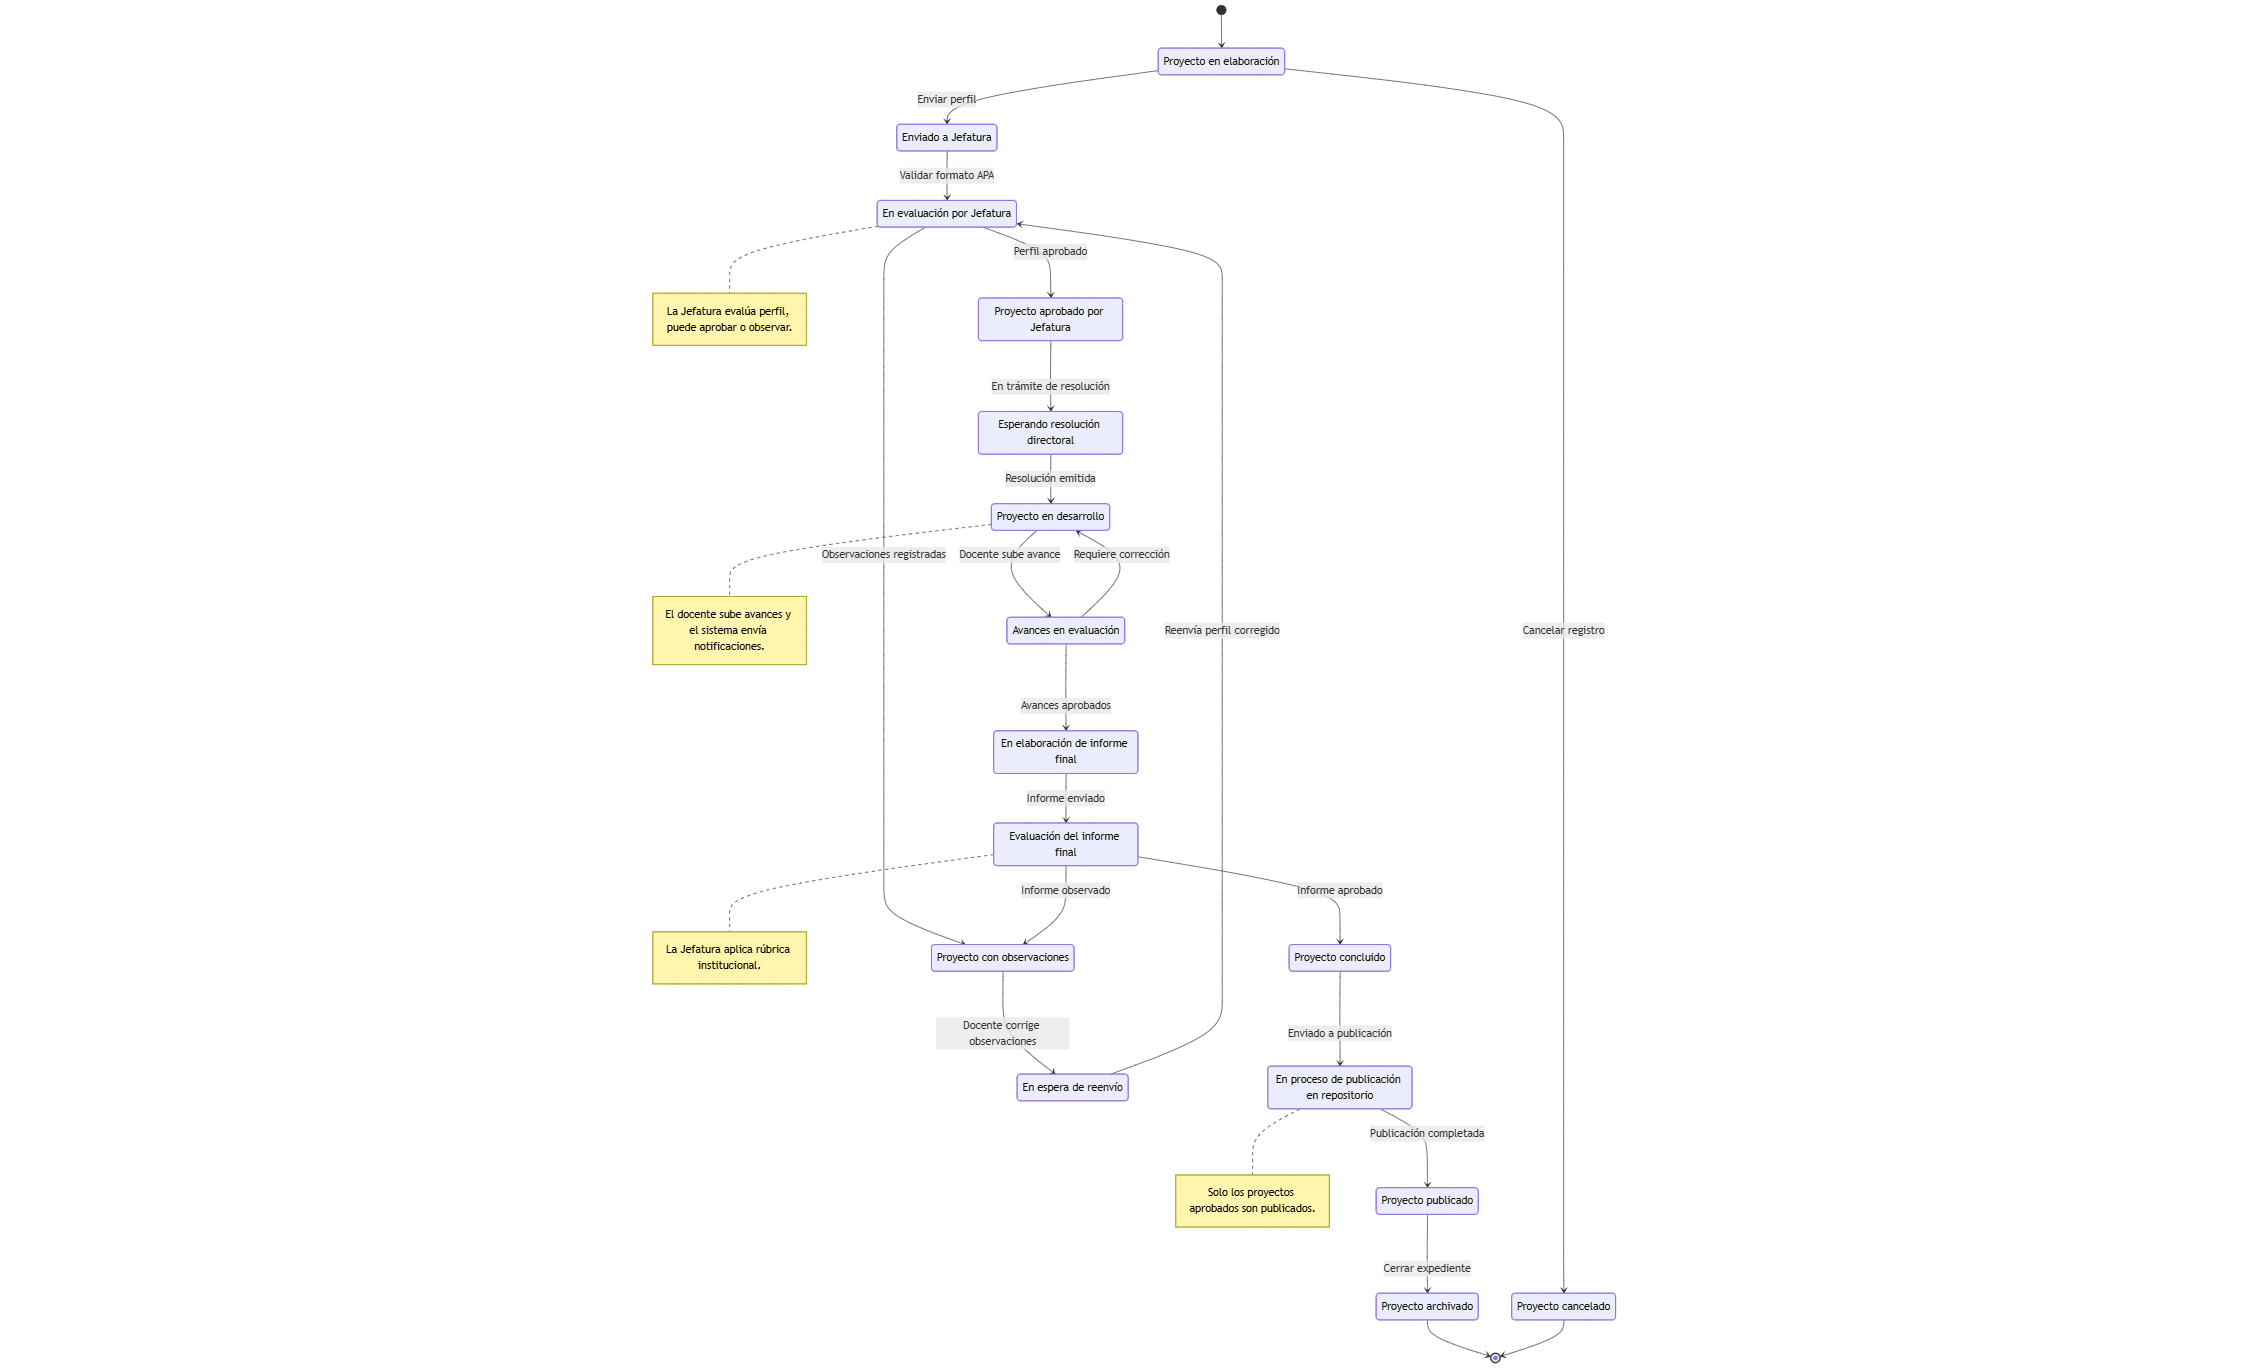 Proyecto en elaboración
Enviar perfil
Enviado a Jefatura
Validar formato APA
En evaluación por Jefatura
Perfil aprobado
La Jefatura evalúa perfil,
puede aprobar o observar.
Proyecto aprobado por
Jefatura
En trámite de resolución
Esperando resolución
directoral
Resolución emitida
Proyecto en desarrollo
Observaciones registradas
Docente sube avance
Requiere corrección
El docente sube avances y
el sistema envía
notificaciones.
Avances en evaluación
Reenvía perfil corregido
Cancelar registro
Avances aprobados
En elaboración de informe
final
Informe enviado
Evaluación del informe
final
Informe observado
Informe aprobado
La Jefatura aplica rúbrica
institucional.
Proyecto con observaciones
Proyecto concluido
Docente corrige
observaciones
Enviado a publicación
En espera de reenvío
En proceso de publicación
en repositorio
Publicación completada
Solo los proyectos
aprobados son publicados.
Proyecto publicado
Cerrar expediente
Proyecto archivado
Proyecto cancelado